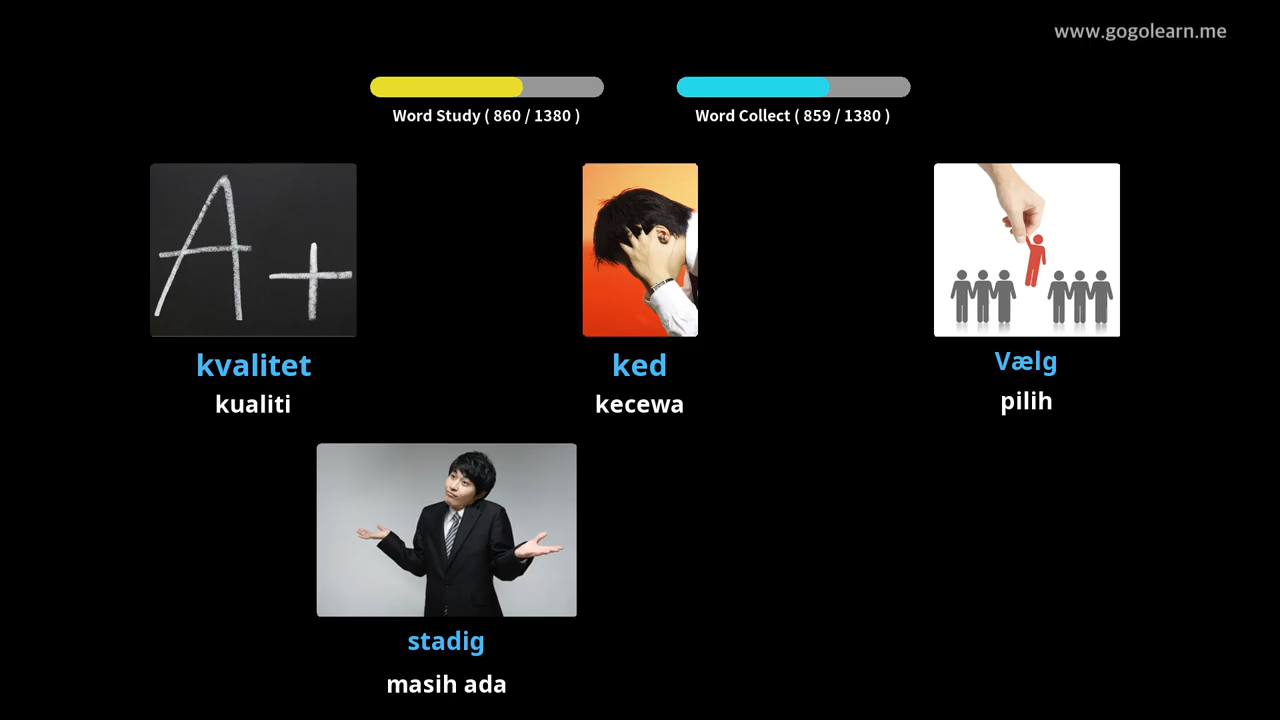 www.gogolearn.me
Word Study ( 860 / 1380 )
Word Collect ( 859 / 1380 )
A+
kvalitet
kualiti
ked
kecewa
Vælg
pilih
stadig
masih ada